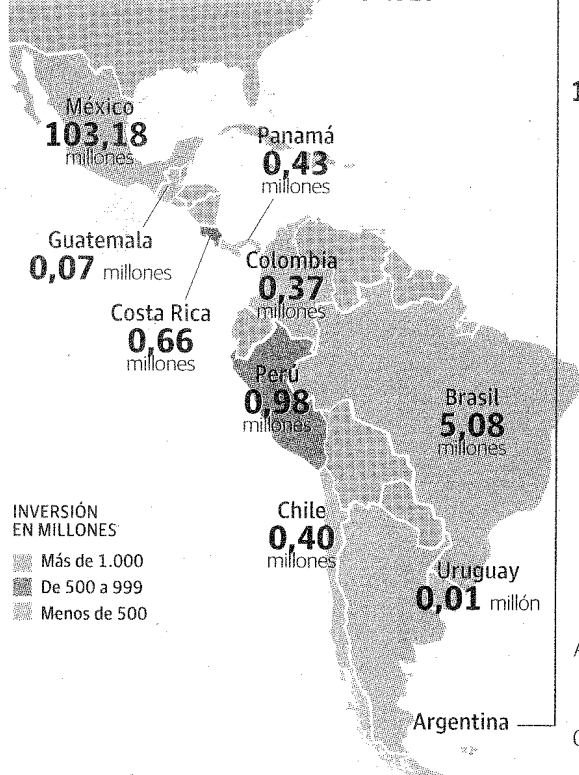 México
103,18
millones
Panamá
0,43
millones
Guatemala
0,07 millones
Colombia
0,37
millones
Costa Rica
0,66
millones
Perú
0,98
millones
Brasil
5,08
millones
INVERSIÓN
EN MILLONES
Más de 1.000
De 500 a 999
Menos de 500
Chile
0,40
millones
Uruguay
0,01 millón
Argentina